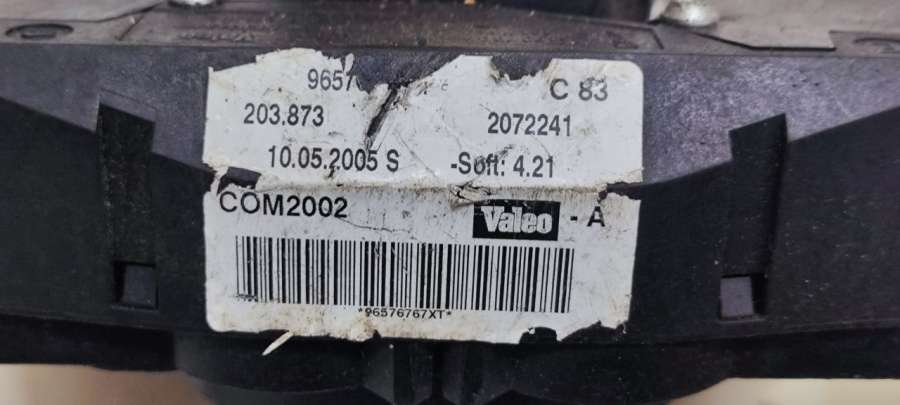 9657 C 83
203.873 2072241
10.05.2005 S -Soft: 4.21
COM2002 Valeo - A
*96576767XT*